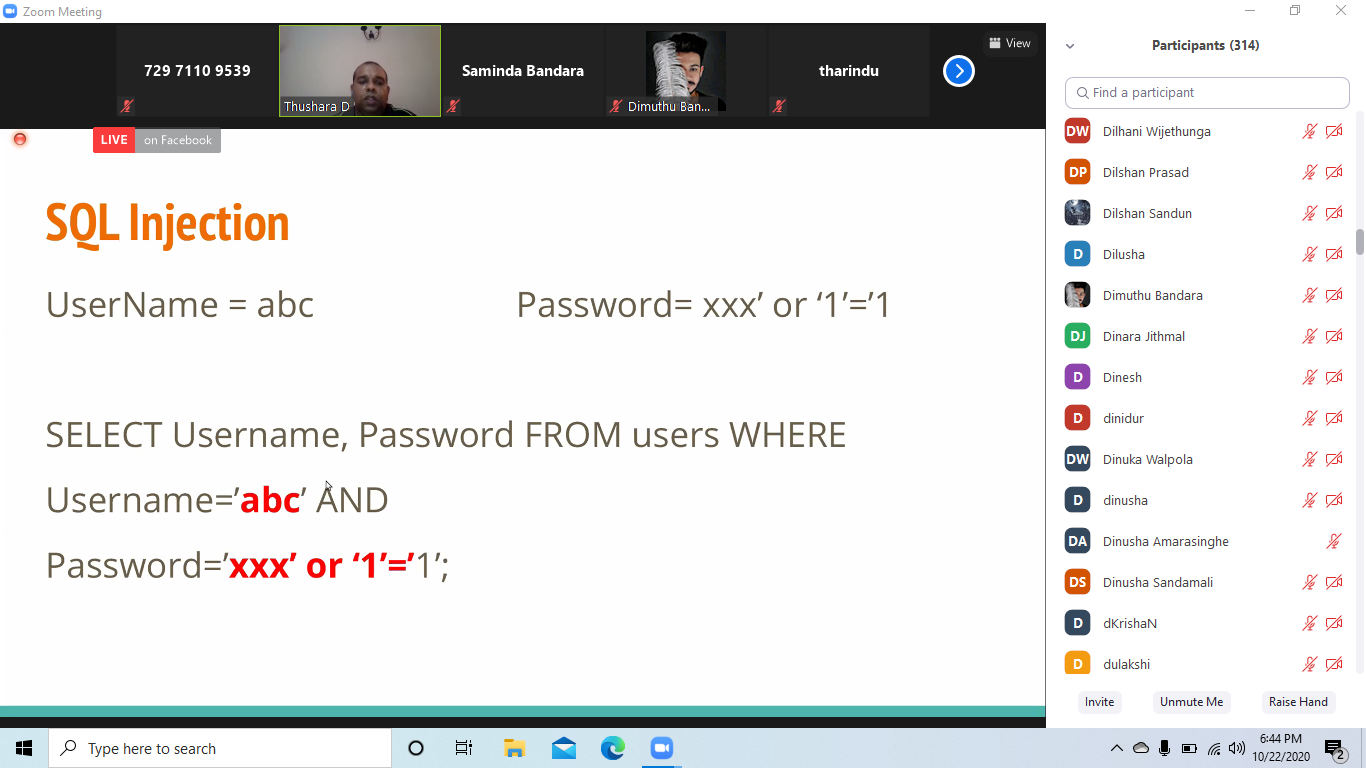 Zoom Meeting
729 7110 9539
Thushara D
Saminda Bandara
Dimuthu Ban...
tharindu
View
LIVE on Facebook
SQL Injection
UserName = abc Password= xxx’ or ‘1’=’1
SELECT Username, Password FROM users WHERE
Username=’abc’ AND
Password=’xxx’ or ‘1’=’1’;
Participants (314)
Find a participant
DW Dilhani Wijethunga
DP Dilshan Prasad
Dilshan Sandun
D Dilusha
Dimuthu Bandara
DJ Dinara Jithmal
D Dinesh
D dinidur
DW Dinuka Walpola
D dinusha
DA Dinusha Amarasinghe
DS Dinusha Sandamali
D dKrishaN
D dulakshi
Invite Unmute Me Raise Hand
Type here to search
6:44 PM
10/22/2020
2